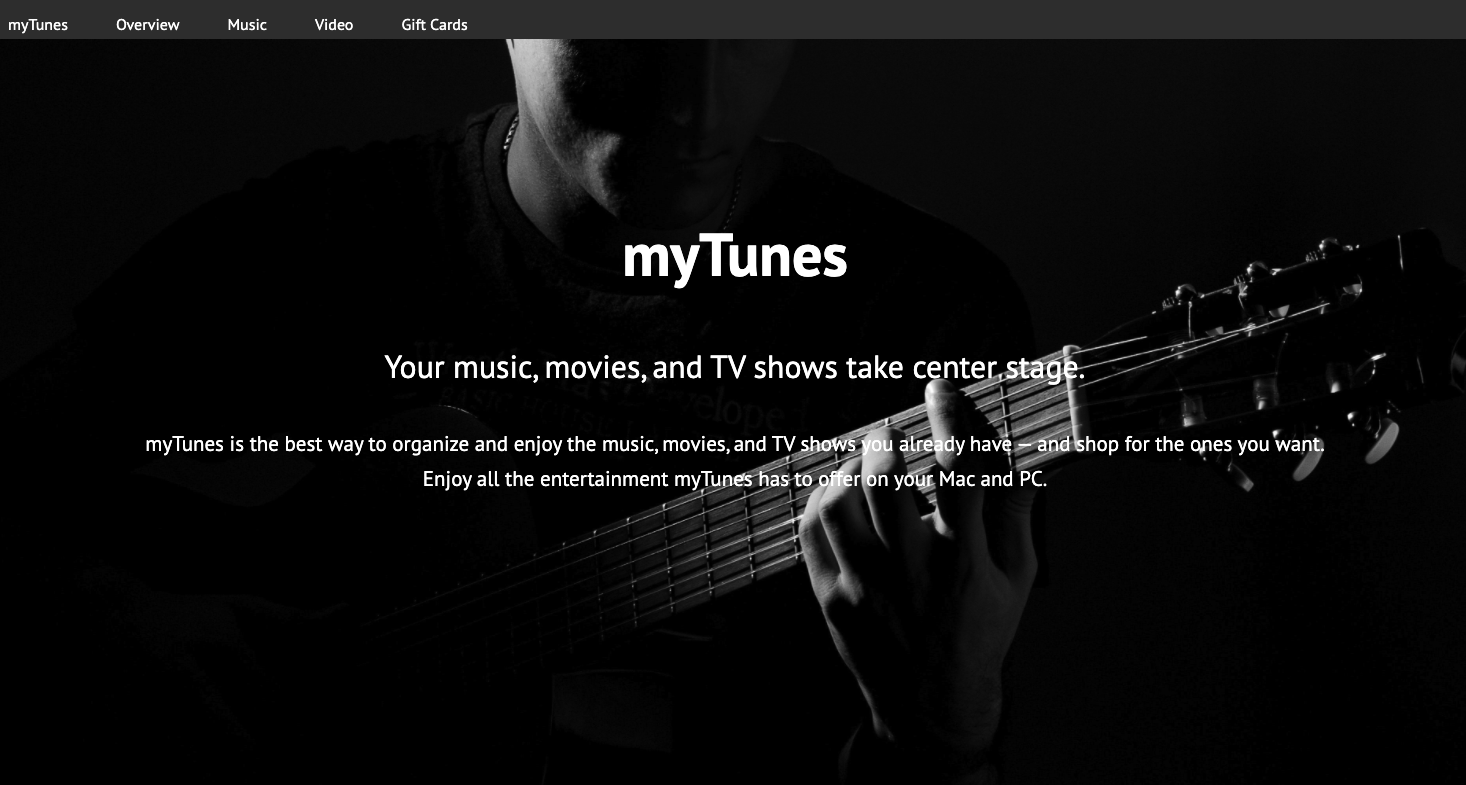 myTunes Overview Music Video Gift Cards
myTunes
Your music, movies, and TV shows take center stage.
myTunes is the best way to organize and enjoy the music, movies, and TV shows you already have — and shop for the ones you want.
Enjoy all the entertainment myTunes has to offer on your Mac and PC.